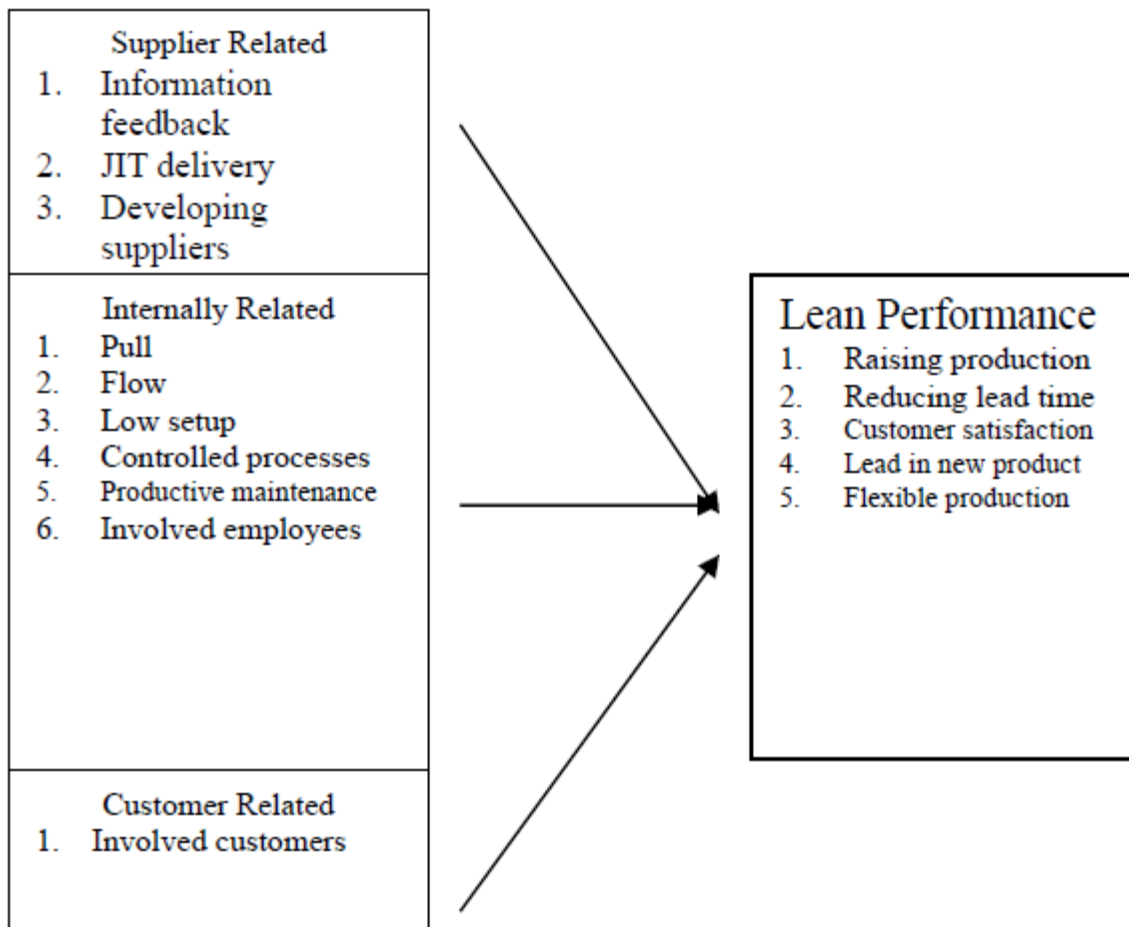 Supplier Related
1. Information
feedback
2. JIT delivery
3. Developing
suppliers
Internally Related
1. Pull
2. Flow
3. Low setup
4. Controlled processes
5. Productive maintenance
6. Involved employees
Customer Related
1. Involved customers
Lean Performance
1. Raising production
2. Reducing lead time
3. Customer satisfaction
4. Lead in new product
5. Flexible production